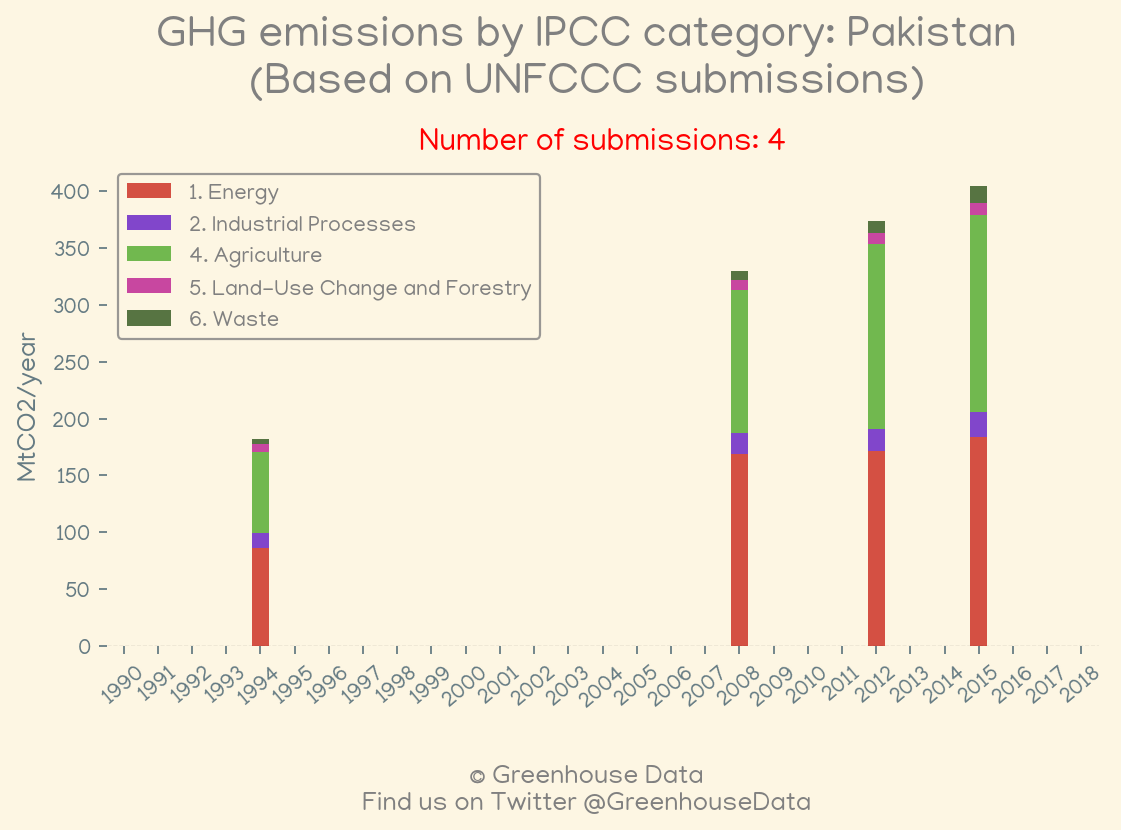 GHG emissions by IPCC category: Pakistan
(Based on UNFCCC submissions)
Number of submissions: 4
1. Energy
2. Industrial Processes
4. Agriculture
5. Land-Use Change and Forestry
6. Waste
MtCO2/year
400
350
300
250
200
150
100
50
0
1990 1991 1992 1993 1994 1995 1996 1997 1998 1999 2000 2001 2002 2003 2004 2005 2006 2007 2008 2009 2010 2011 2012 2013 2014 2015 2016 2017 2018
© Greenhouse Data
Find us on Twitter @GreenhouseData